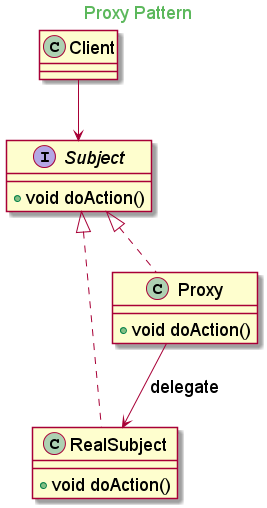 Proxy Pattern
C Client
I Subject
void doAction()
C Proxy
void doAction()
delegate
C RealSubject
void doAction()